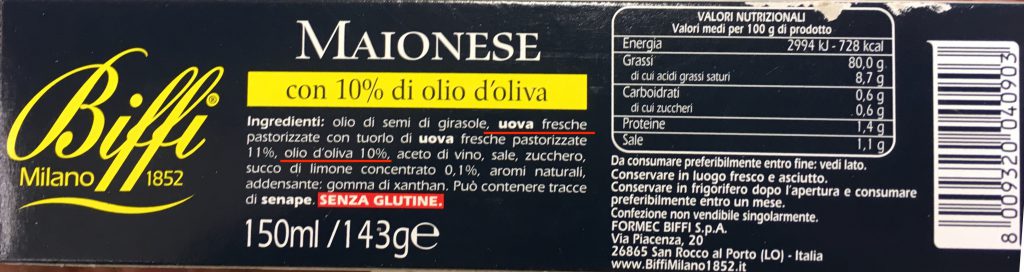 Biffi®
Milano 1852
MAIONESE
con 10% di olio d'oliva
Ingredienti: olio di semi di girasole, uova fresche
pastorizzate con tuorlo di uova fresche pastorizzate
11%, olio d'oliva 10%, aceto di vino, sale, zucchero,
succo di limone concentrato 0,1%, aromi naturali,
addensante: gomma di xanthan. Può contenere tracce
di senape. SENZA GLUTINE.
150ml/143g℮
VALORI NUTRIZIONALI
Valori medi per 100 g di prodotto
Energia 2994 kJ - 728 kcal
Grassi 80,0 g
di cui acidi grassi saturi 8,7 g
Carboidrati 0,6 g
di cui zuccheri 0,6 g
Proteine 1,4 g
Sale 1,1 g
Da consumare preferibilmente entro fine: vedi lato.
Conservare in luogo fresco e asciutto.
Conservare in frigorifero dopo l'apertura e consumare
preferibilmente entro un mese.
Confezione non vendibile singolarmente.
FORMEC BIFFI S.p.A.
Via Piacenza, 20
26865 San Rocco al Porto (LO) - Italia
www.BiffiMilano1852.it
8 009320 040903